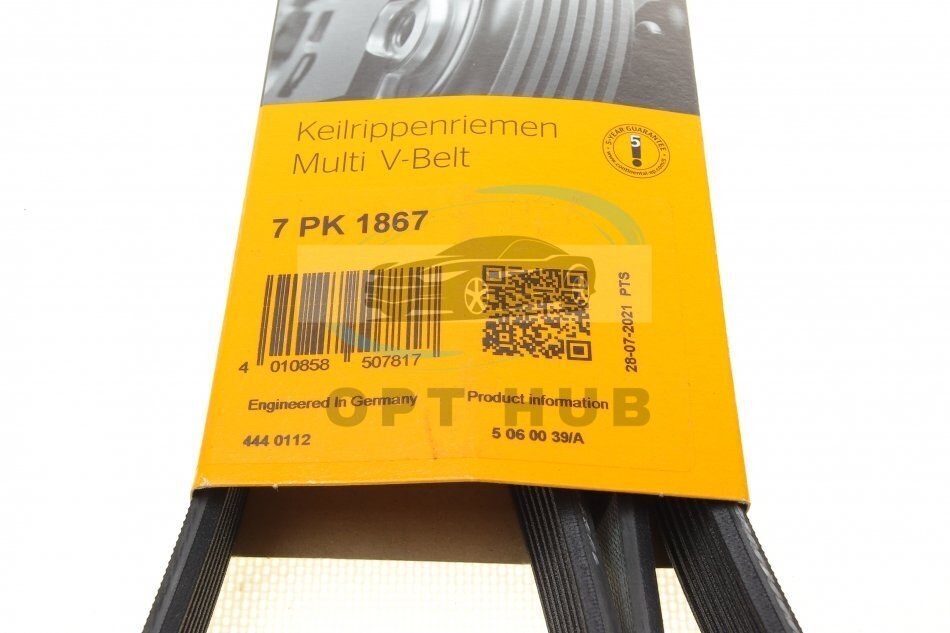 Keilrippenriemen
Multi V-Belt
5-YEAR GUARANTEE
5
7 PK 1867
4 010858 507817
28-07-2021 PTS
OPT HUB
Engineered In Germany
Product information
444 0112
5 06 00 39/A